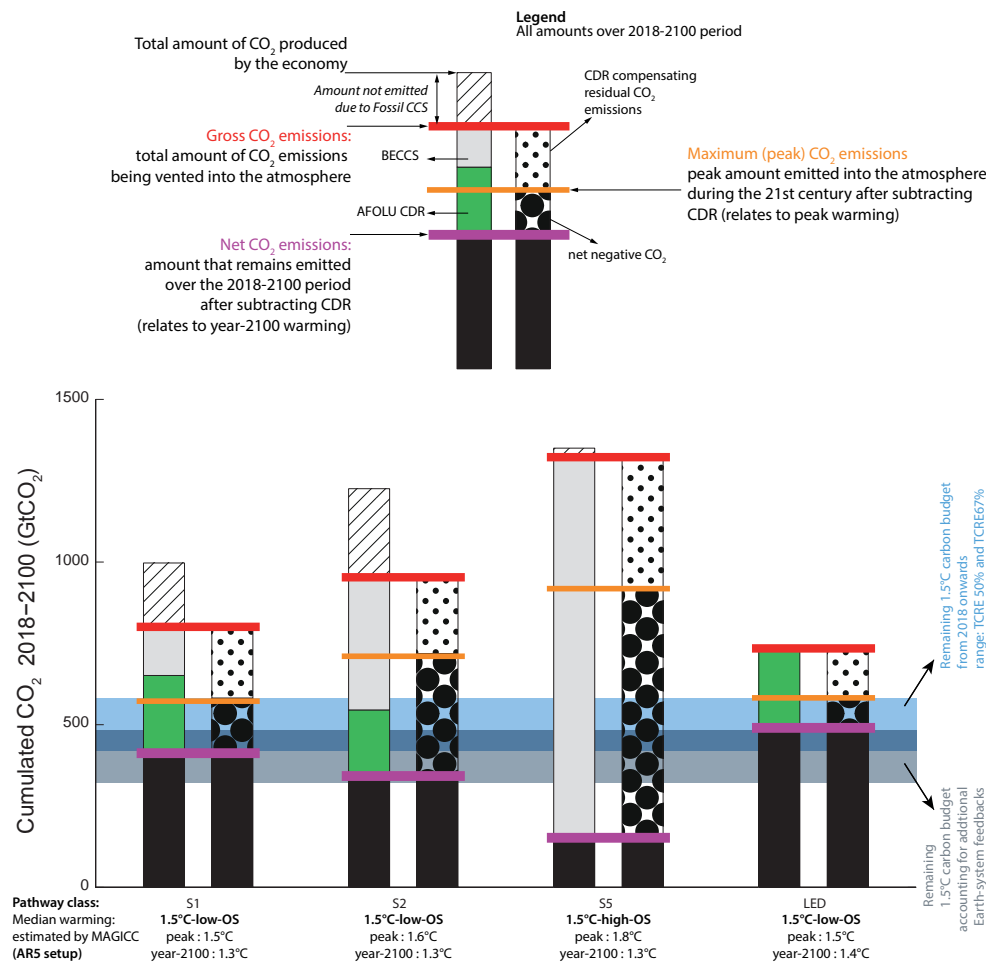 Legend
All amounts over 2018-2100 period
Total amount of CO2 produced
by the economy
Amount not emitted
due to Fossil CCS
CDR compensating
residual CO2
emissions
Gross CO2 emissions:
total amount of CO2 emissions
being vented into the atmosphere
BECCS
AFOLU CDR
Maximum (peak) CO2 emissions
peak amount emitted into the atmosphere
during the 21st century after subtracting
CDR (relates to peak warming)
Net CO2 emissions:
amount that remains emitted
over the 2018-2100 period
after subtracting CDR
(relates to year-2100 warming)
net negative CO2
Cumulated CO2 2018–2100 (GtCO2)
1500
1000
500
0
Remaining 1.5°C carbon budget
from 2018 onwards
range: TCRE 50% and TCRE67%
Remaining
1.5°C carbon budget
accounting for addtional
Earth-system feedbacks
Pathway class: S1 S2 S5 LED
Median warming: 1.5°C-low-OS 1.5°C-low-OS 1.5°C-high-OS 1.5°C-low-OS
estimated by MAGICC peak : 1.5°C peak : 1.6°C peak : 1.8°C peak : 1.5°C
(AR5 setup) year-2100 : 1.3°C year-2100 : 1.3°C year-2100 : 1.3°C year-2100 : 1.4°C